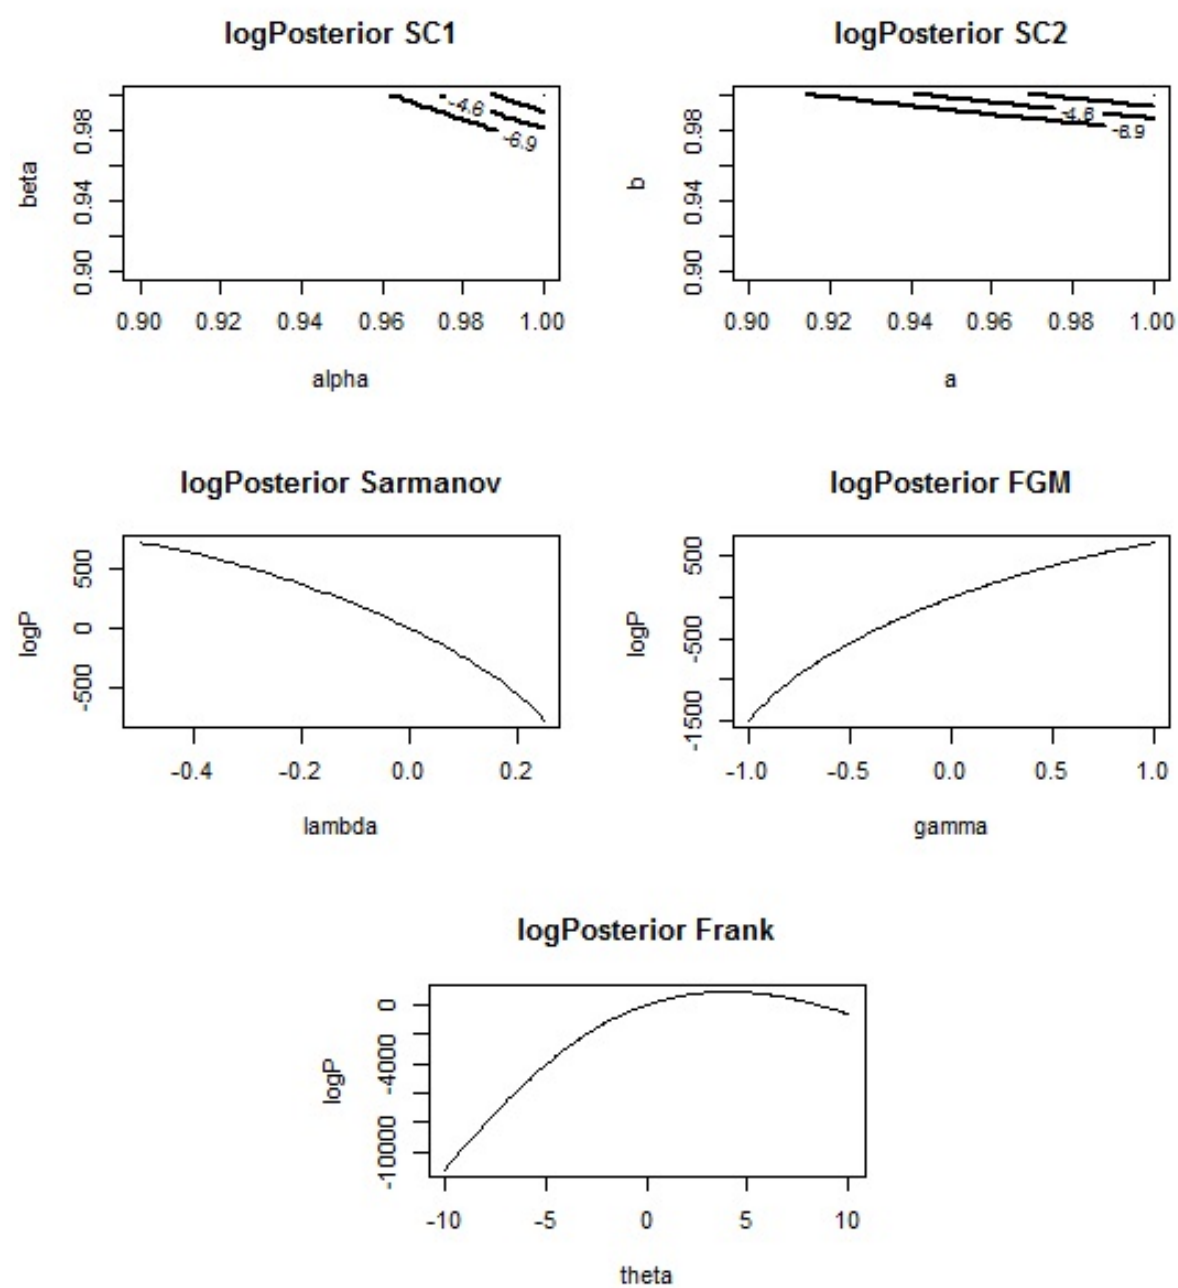 logPosterior SC1
beta
0.98
0.94
0.90
-4.6
-6.9
0.90 0.92 0.94 0.96 0.98 1.00
alpha
logPosterior SC2
b
0.98
0.94
0.90
-4.6
-6.9
0.90 0.92 0.94 0.96 0.98 1.00
a
logPosterior Sarmanov
logP
500
0
-500
-0.4 -0.2 0.0 0.2
lambda
logPosterior FGM
logP
500
-500
-1500
-1.0 -0.5 0.0 0.5 1.0
gamma
logPosterior Frank
logP
0
-4000
-10000
-10 -5 0 5 10
theta